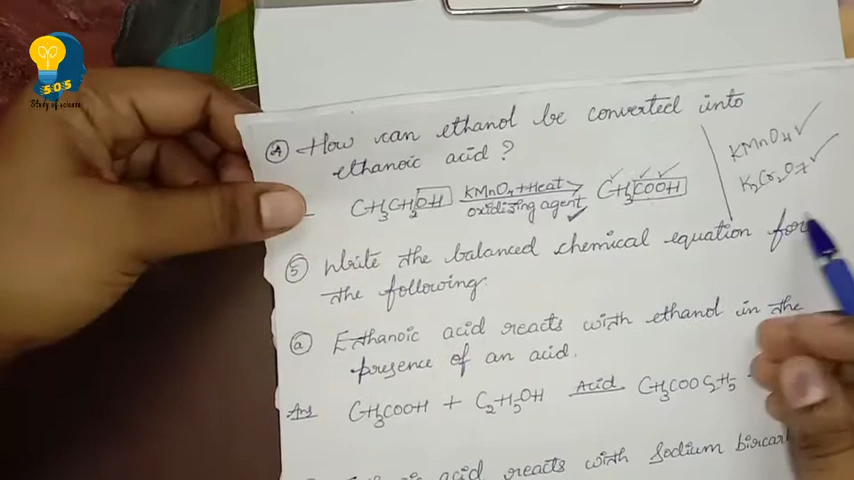 S.O.S
Study Of Science
④ How can ethanol be converted into
ethanoic acid ?
CH₃CH₂OH KMnO₄+Heat → CH₃COOH
oxidising agent
KMnO₄ ✓
K₂Cr₂O₇ ✓
⑤ Write the balanced chemical equation for
the following.
ⓐ Ethanoic acid reacts with ethanol in the
presence of an acid.
Ans CH₃COOH + C₂H₅OH Acid CH₃COOC₂H₅
acid reacts with Sodium